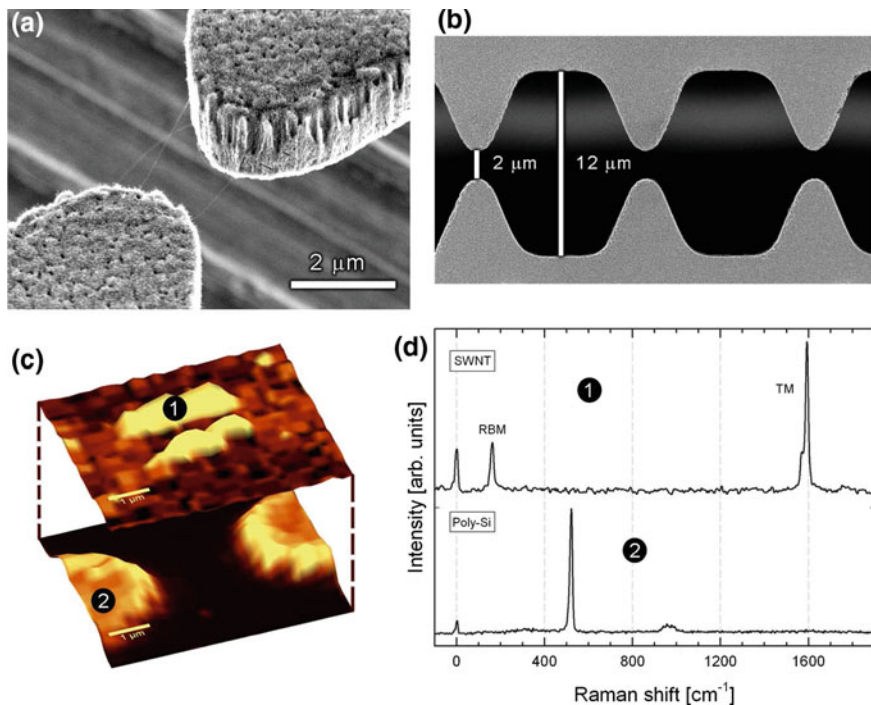 (a)
2 μm
(b)
2 μm
12 μm
(c)
1
1 μm
2
1 μm
(d)
SWNT
1
TM
RBM
Poly-Si
2
Intensity [arb. units]
0
400
800
1200
1600
Raman shift [cm⁻¹]